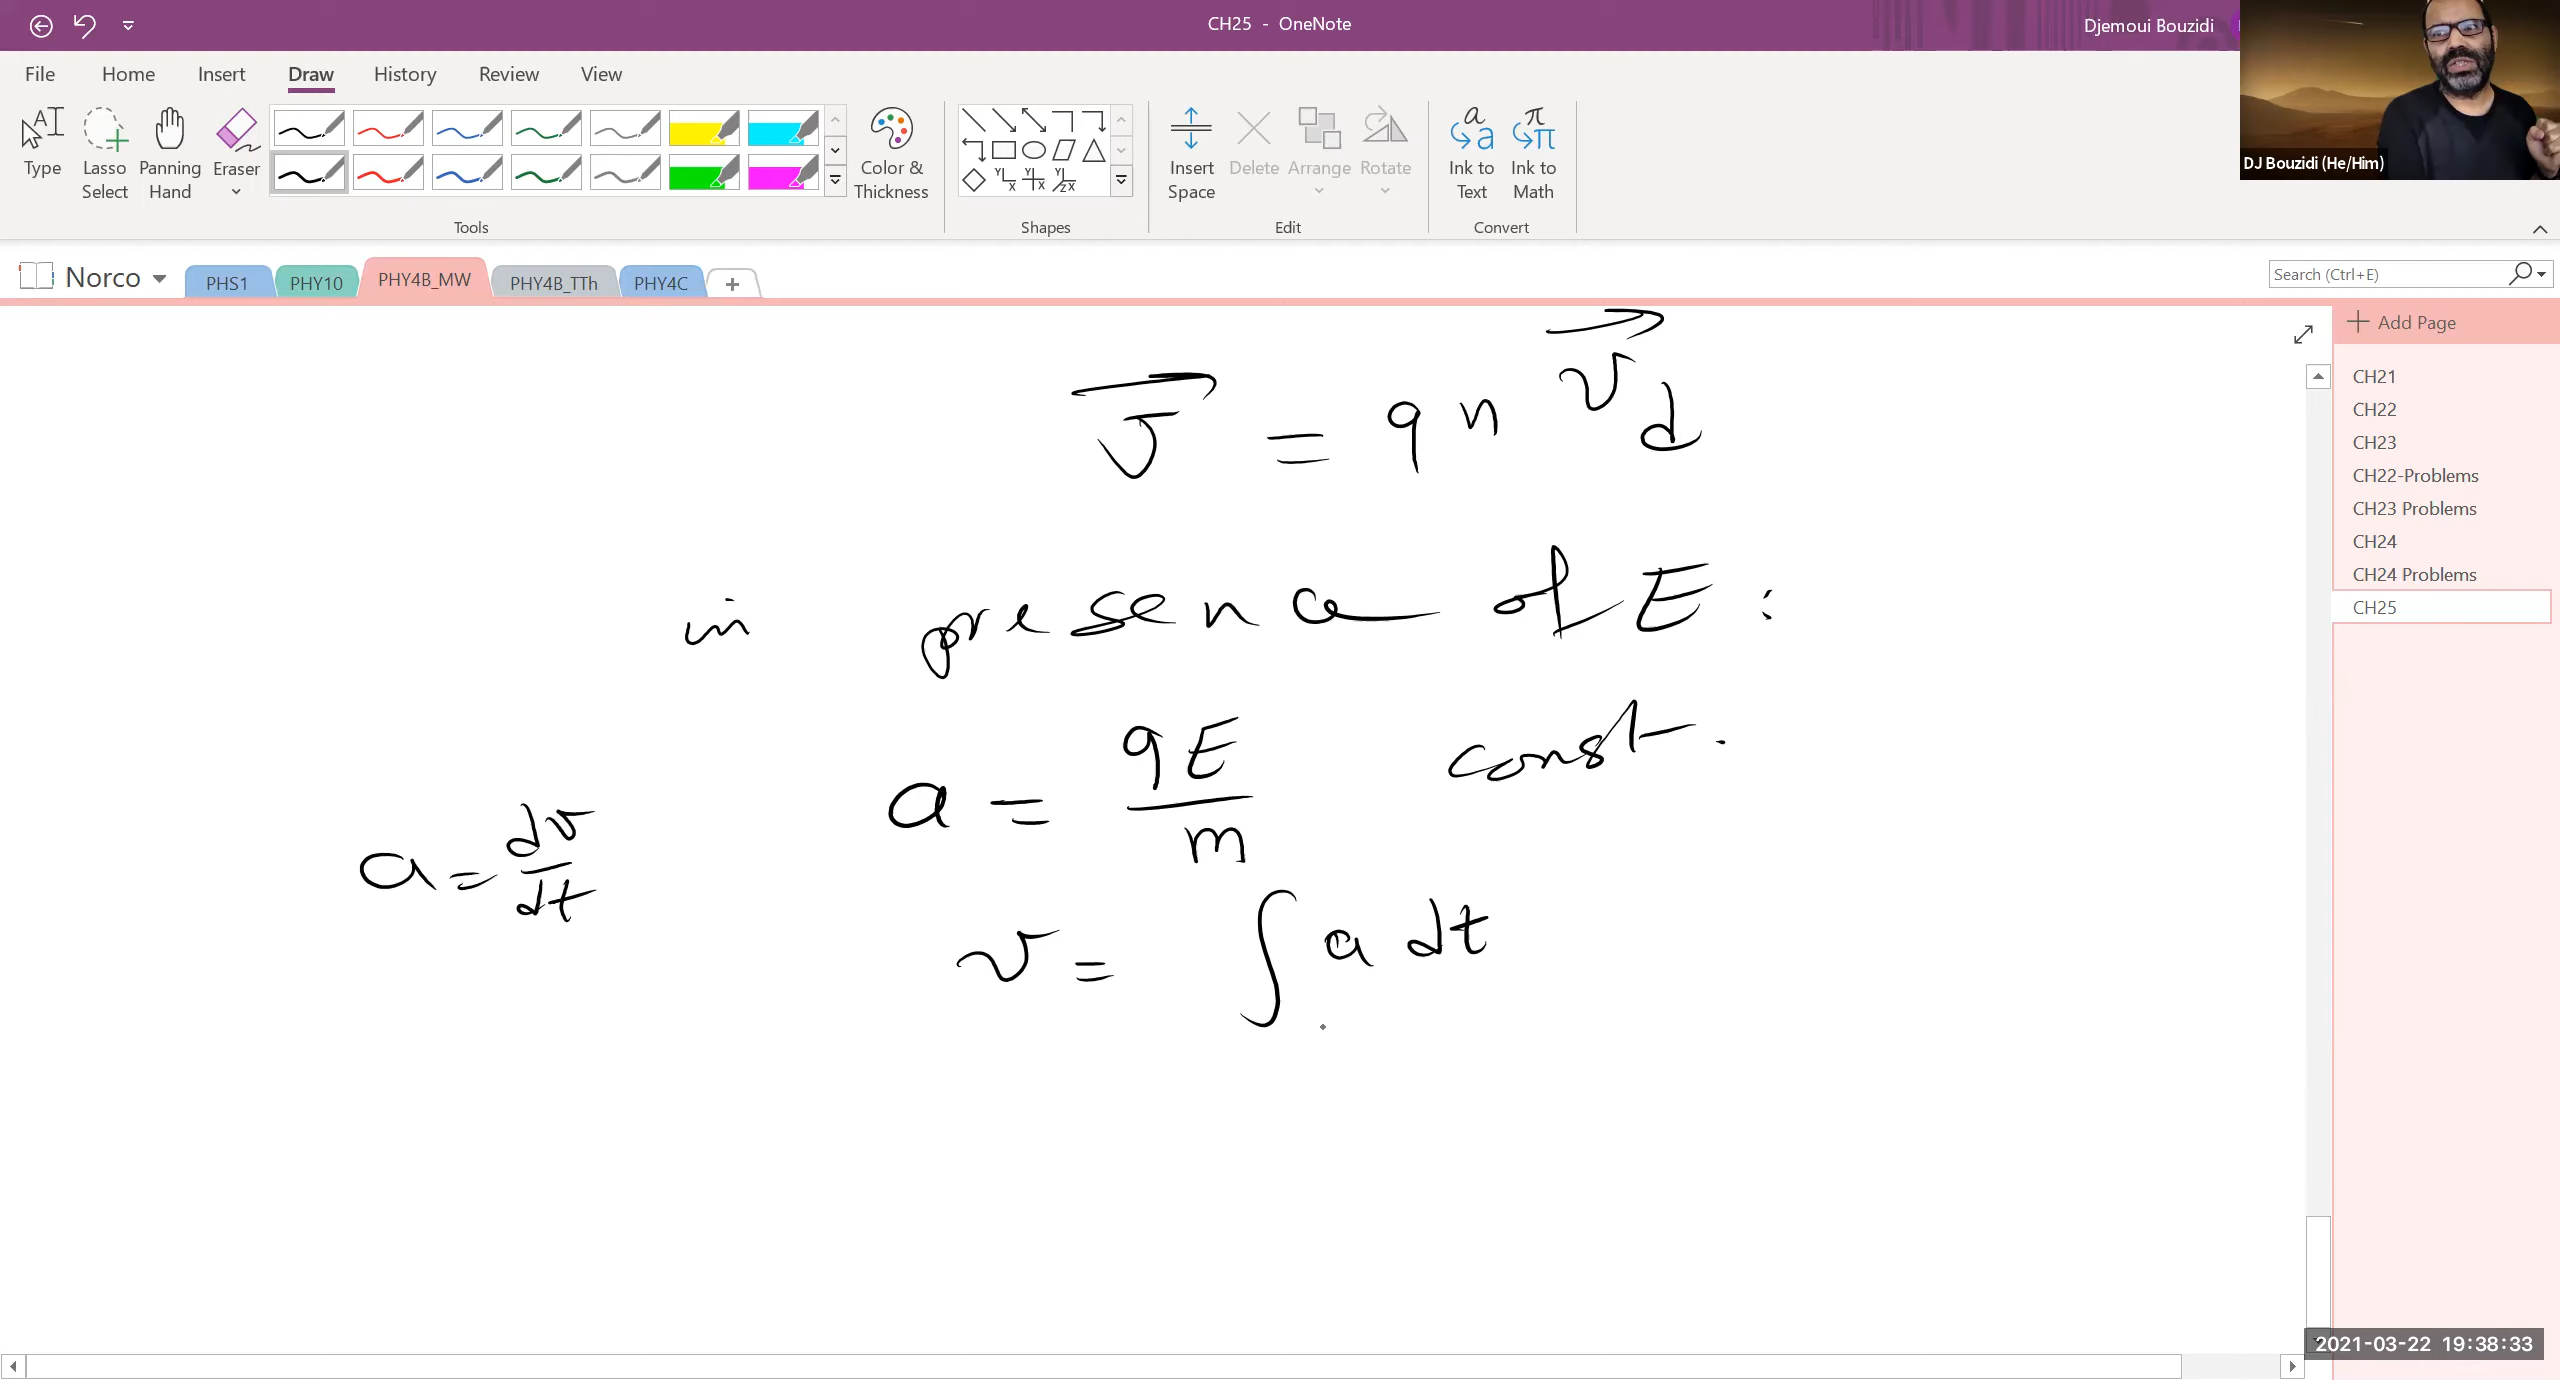 CH25 - OneNote
Djemoui Bouzidi
File Home Insert Draw History Review View
Type
Lasso Select
Panning Hand
Eraser
Color & Thickness
Insert Space
Delete
Arrange
Rotate
Ink to Text
Ink to Math
Tools
Shapes
Edit
Convert
DJ Bouzidi (He/Him)
Norco PHS1 PHY10 PHY4B_MW PHY4B_TTh PHY4C +
Search (Ctrl+E)
Add Page
CH21
CH22
CH23
CH22-Problems
CH23 Problems
CH24
CH24 Problems
CH25
J⃗ = q n v⃗d
in presence of E :
a = qE/m const.
a = dv/dt
v = ∫ a dt
2021-03-22 19:38:33